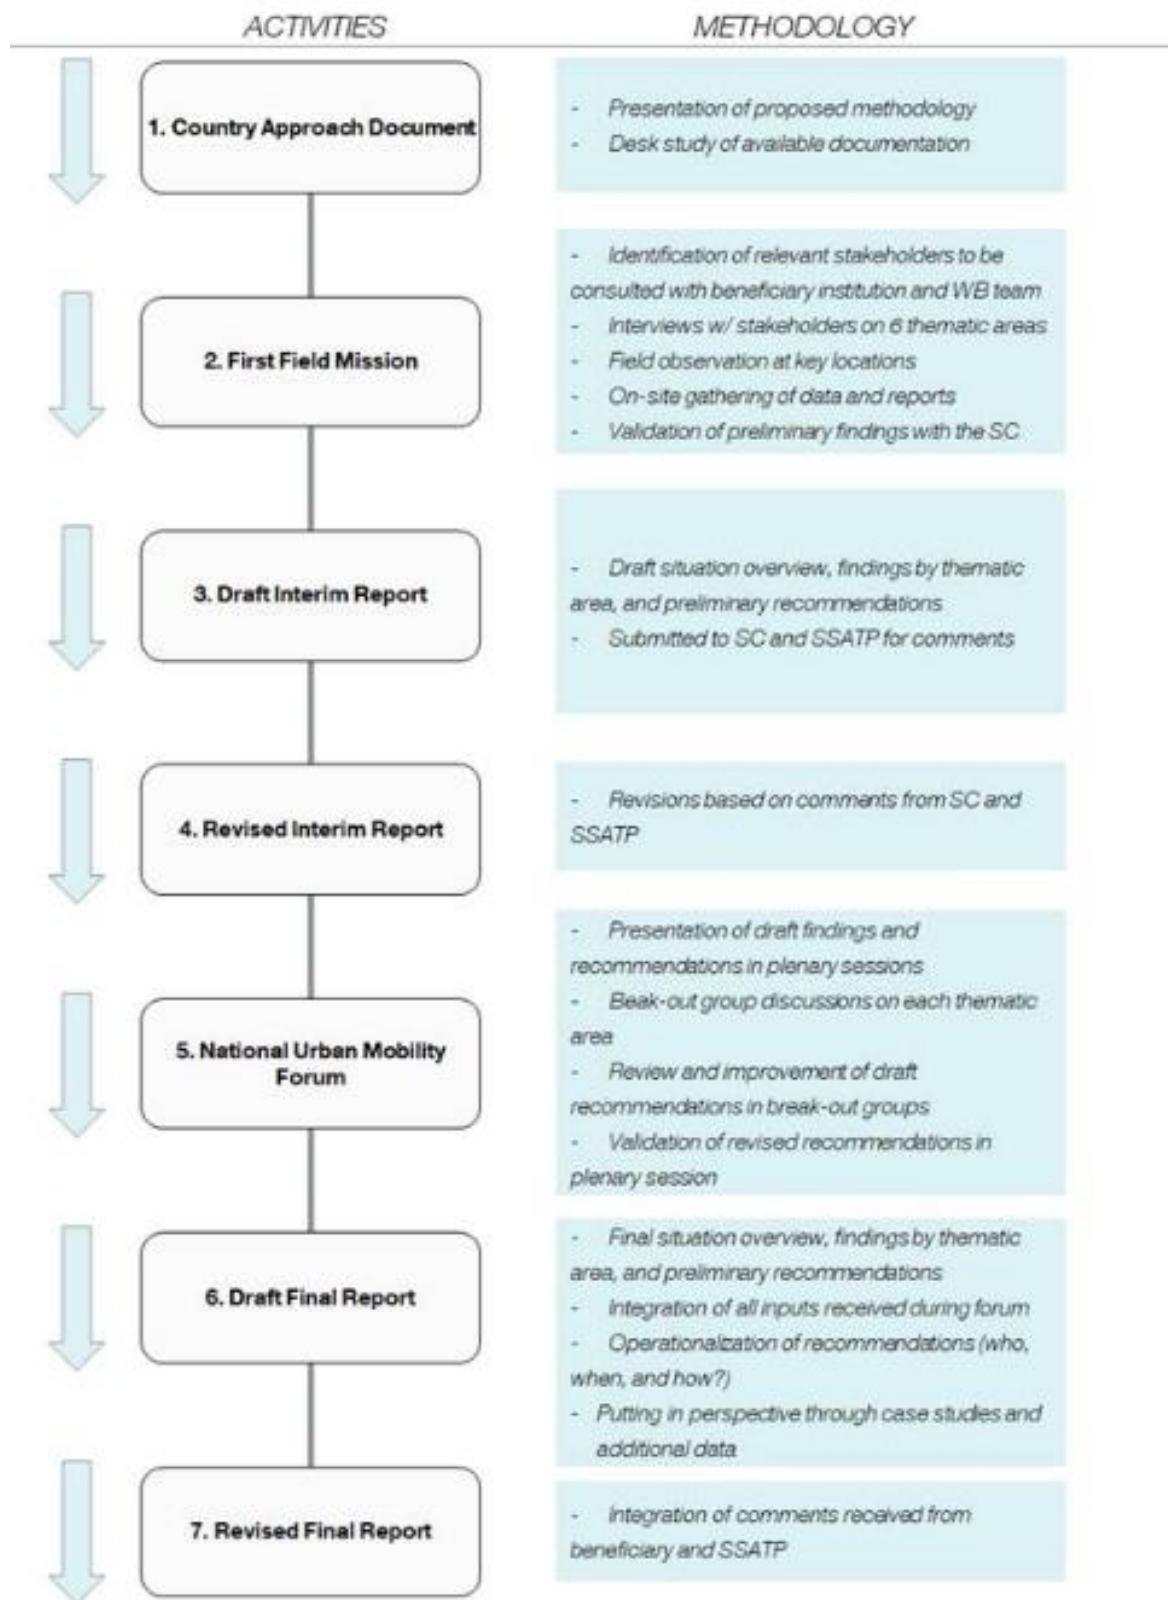 ACTIVITIES
METHODOLOGY
1. Country Approach Document
- Presentation of proposed methodology
- Desk study of available documentation
2. First Field Mission
- Identification of relevant stakeholders to be
consulted with beneficiary institution and WB team
- Interviews w/ stakeholders on 6 thematic areas
- Field observation at key locations
- On-site gathering of data and reports
- Validation of preliminary findings with the SC
3. Draft Interim Report
- Draft situation overview, findings by thematic
area, and preliminary recommendations
- Submitted to SC and SSATP for comments
4. Revised Interim Report
- Revisions based on comments from SC and
SSATP
5. National Urban Mobility
Forum
- Presentation of draft findings and
recommendations in plenary sessions
- Beak-out group discussions on each thematic
area
- Review and improvement of draft
recommendations in break-out groups
- Validation of revised recommendations in
plenary session
6. Draft Final Report
- Final situation overview, findings by thematic
area, and preliminary recommendations
- Integration of all inputs received during forum
- Operationalization of recommendations (who,
when, and how?)
- Putting in perspective through case studies and
additional data
7. Revised Final Report
- Integration of comments received from
beneficiary and SSATP